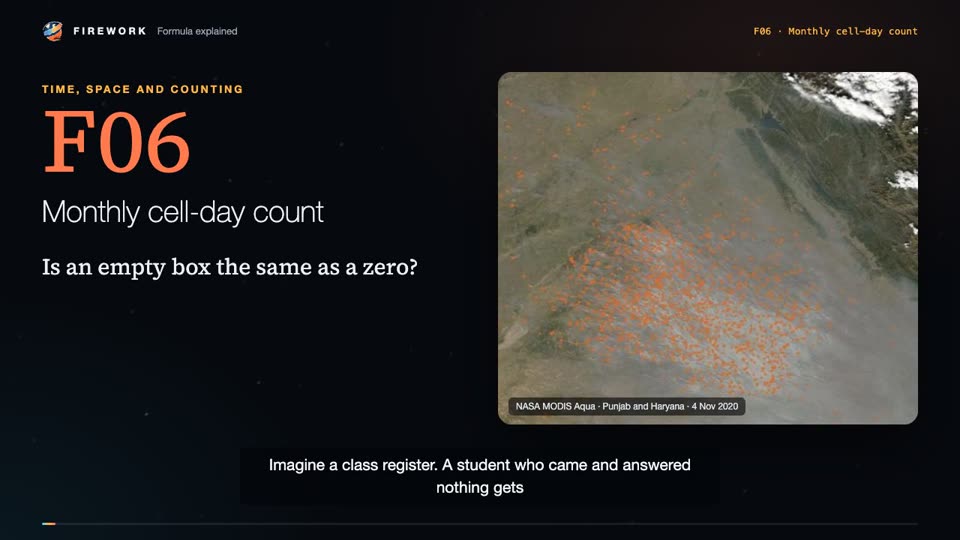 FIREWORK Formula explained
F06 · Monthly cell-day count
TIME, SPACE AND COUNTING
F06
Monthly cell-day count
Is an empty box the same as a zero?
NASA MODIS Aqua · Punjab and Haryana · 4 Nov 2020
Imagine a class register. A student who came and answered
nothing gets